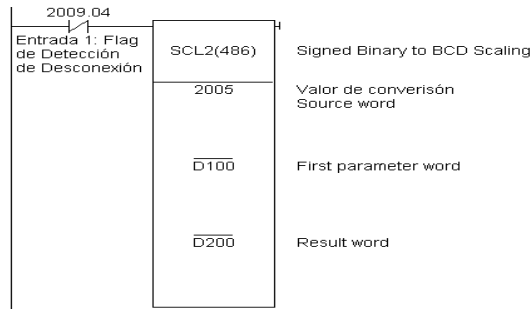 2009.04
Entrada 1: Flag
de Detección
de Desconexión
SCL2(486)
Signed Binary to BCD Scaling
2005
Valor de converisón
Source word
D100
First parameter word
D200
Result word